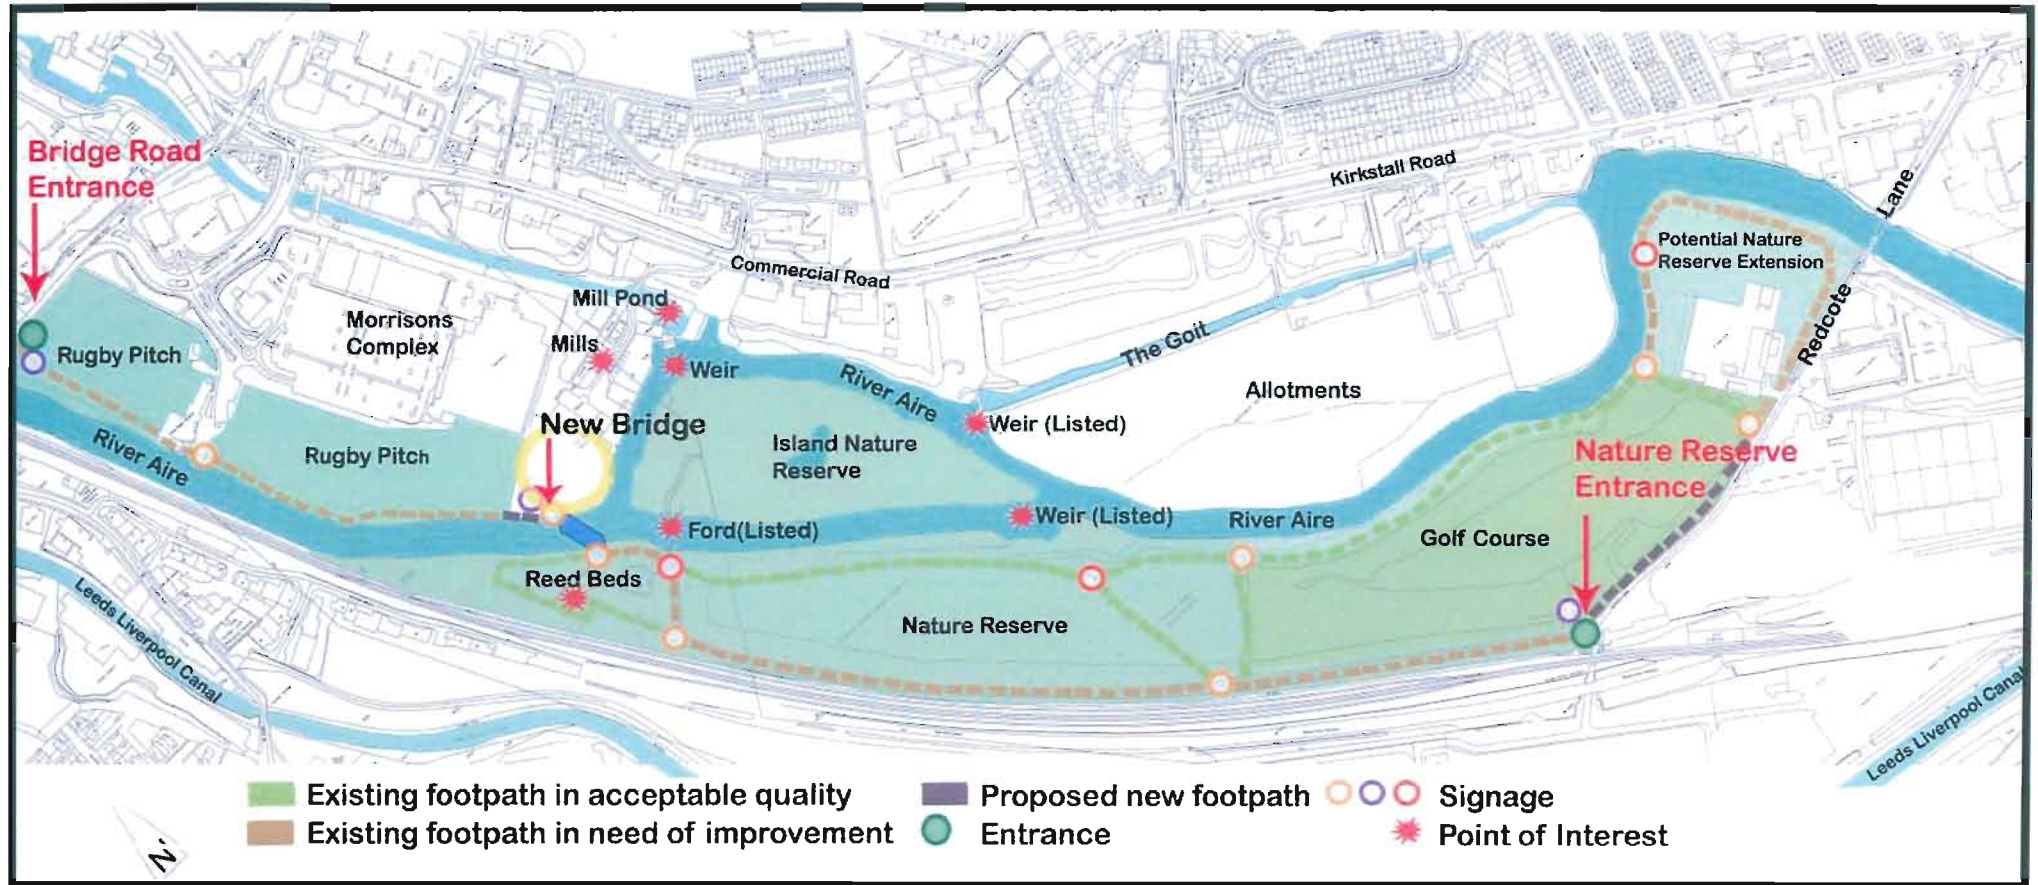 Bridge Road
Entrance
Rugby Pitch
Morrisons
Complex
Rugby Pitch
River Aire
Leeds Liverpool Canal
Mill Pond
Mills
Weir
New Bridge
Commercial Road
Kirkstall Road
River Aire
The Goit
Weir (Listed)
Allotments
Island Nature
Reserve
Ford(Listed)
Weir (Listed)
River Aire
Reed Beds
Nature Reserve
Golf Course
Potential Nature
Reserve Extension
Redcote
Lane
Nature Reserve
Entrance
Leeds Liverpool Canal
Existing footpath in acceptable quality
Existing footpath in need of improvement
Proposed new footpath
Entrance
Signage
Point of Interest
N